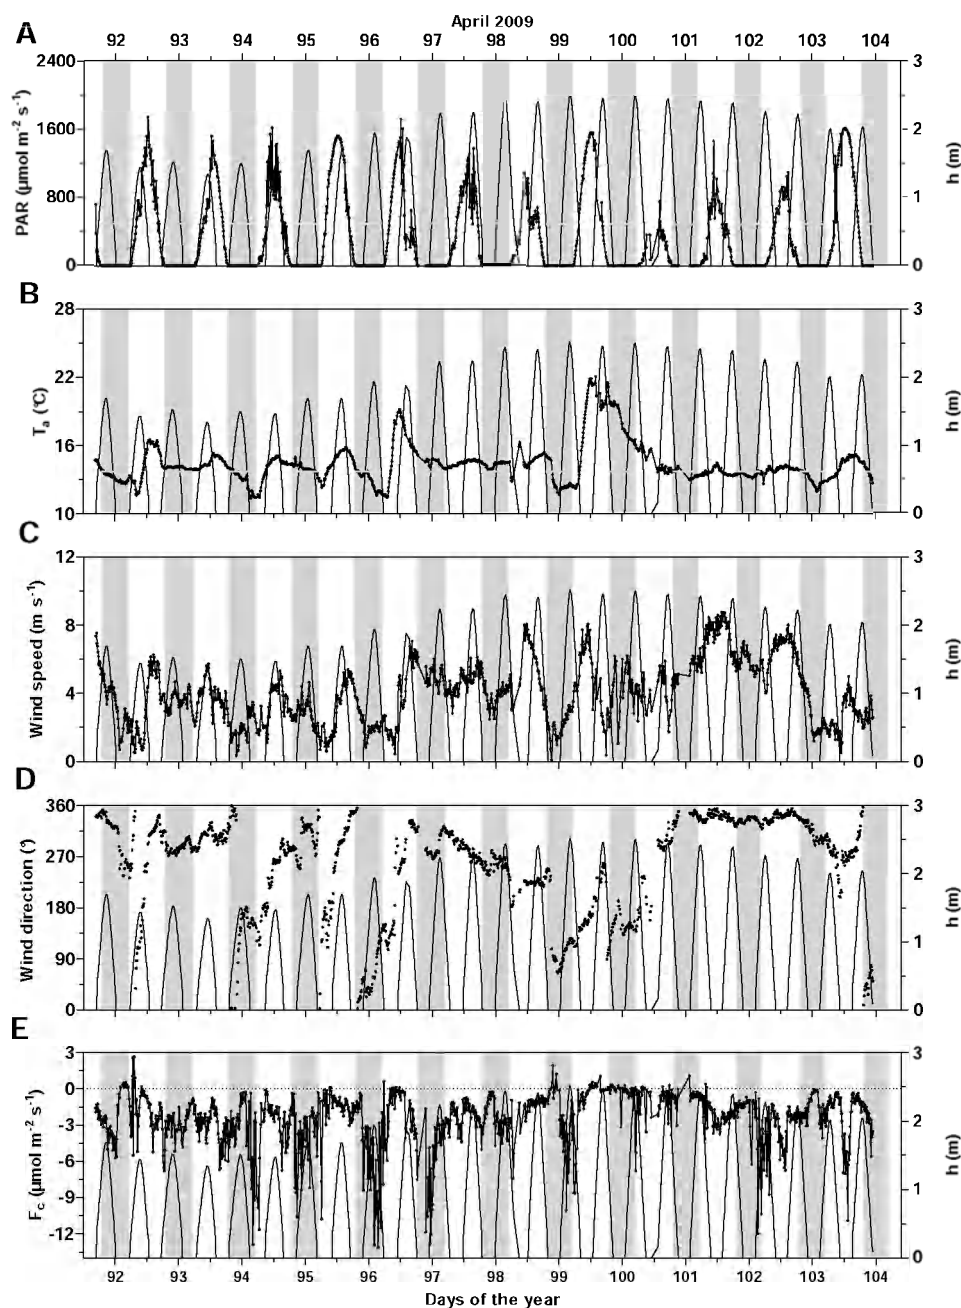 April 2009
A
92 93 94 95 96 97 98 99 100 101 102 103 104
2400 3
1600 2
800 1
0 0
PAR (µmol m⁻² s⁻¹)
h (m)
B
28 3
22 2
16 1
10 0
Tₐ (°C)
h (m)
C
12 3
8 2
4 1
0 0
Wind speed (m s⁻¹)
h (m)
D
360 3
270
180 2
90 1
0 0
Wind direction (°)
h (m)
E
3 3
0
-3 2
-6
-9 1
-12
0
F꜀ (µmol m⁻² s⁻¹)
h (m)
92 93 94 95 96 97 98 99 100 101 102 103 104
Days of the year